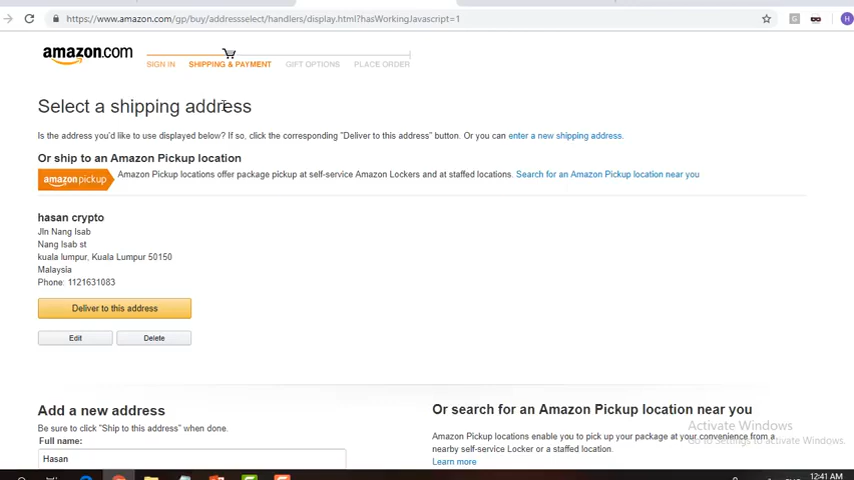 https://www.amazon.com/gp/buy/addressselect/handlers/display.html?hasWorkingJavascript=1
amazon.com
SIGN IN SHIPPING & PAYMENT GIFT OPTIONS PLACE ORDER
Select a shipping address
Is the address you'd like to use displayed below? If so, click the corresponding "Deliver to this address" button. Or you can enter a new shipping address.
Or ship to an Amazon Pickup location
amazon pickup
Amazon Pickup locations offer package pickup at self-service Amazon Lockers and at staffed locations. Search for an Amazon Pickup location near you
hasan crypto
Jln Nang Isab
Nang Isab st
kuala lumpur, Kuala Lumpur 50150
Malaysia
Phone: 1121631083
Deliver to this address
Edit Delete
Add a new address
Be sure to click "Ship to this address" when done.
Full name:
Hasan
Or search for an Amazon Pickup location near you
Amazon Pickup locations enable you to pick up your package at your convenience from a
nearby self-service Locker or a staffed location.
Learn more
Activate Windows
Go to Settings to activate Windows.
12:41 AM
H